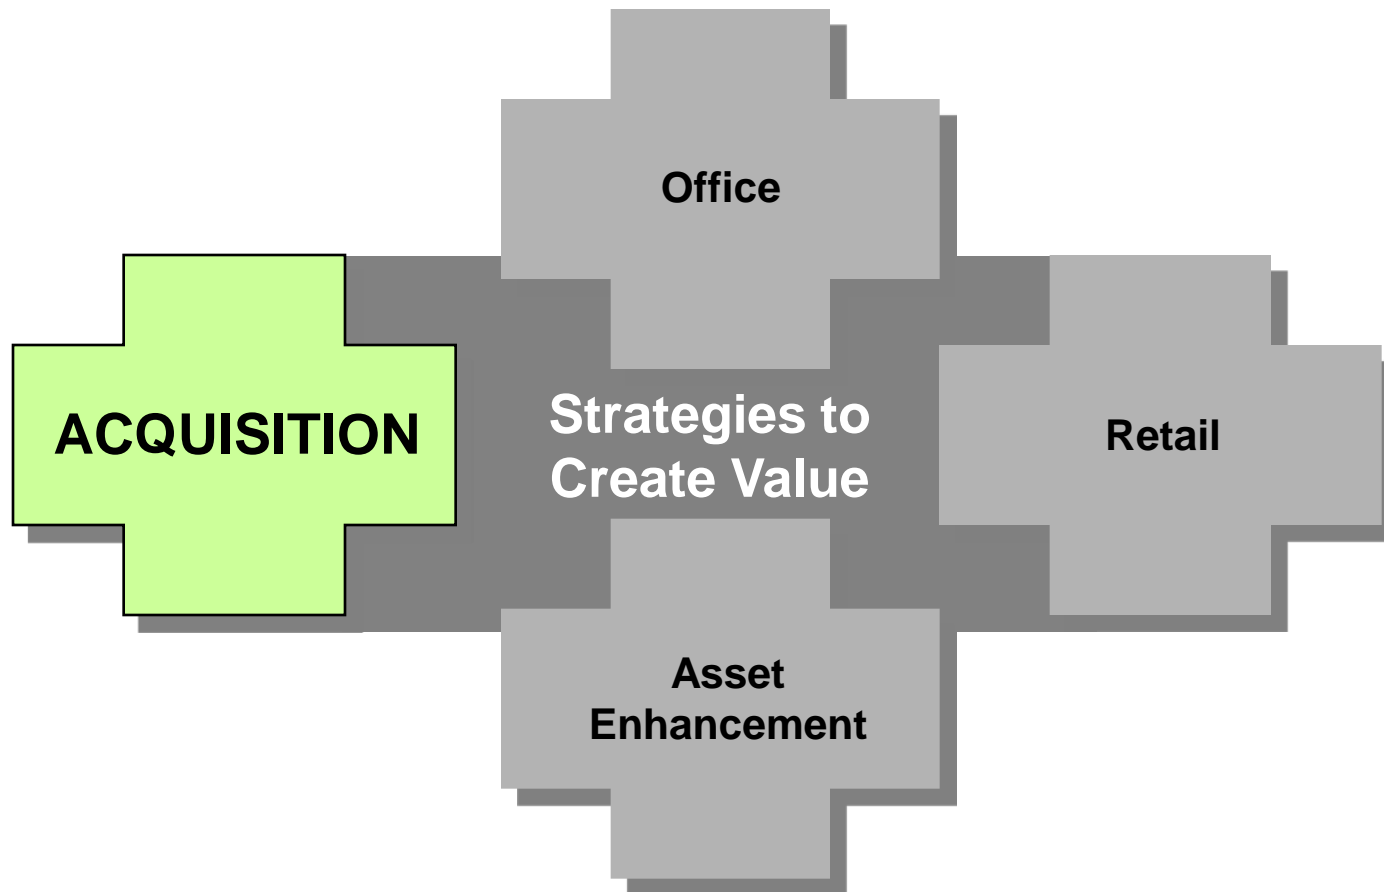 Office
ACQUISITION
Strategies to
Create Value
Retail
Asset
Enhancement